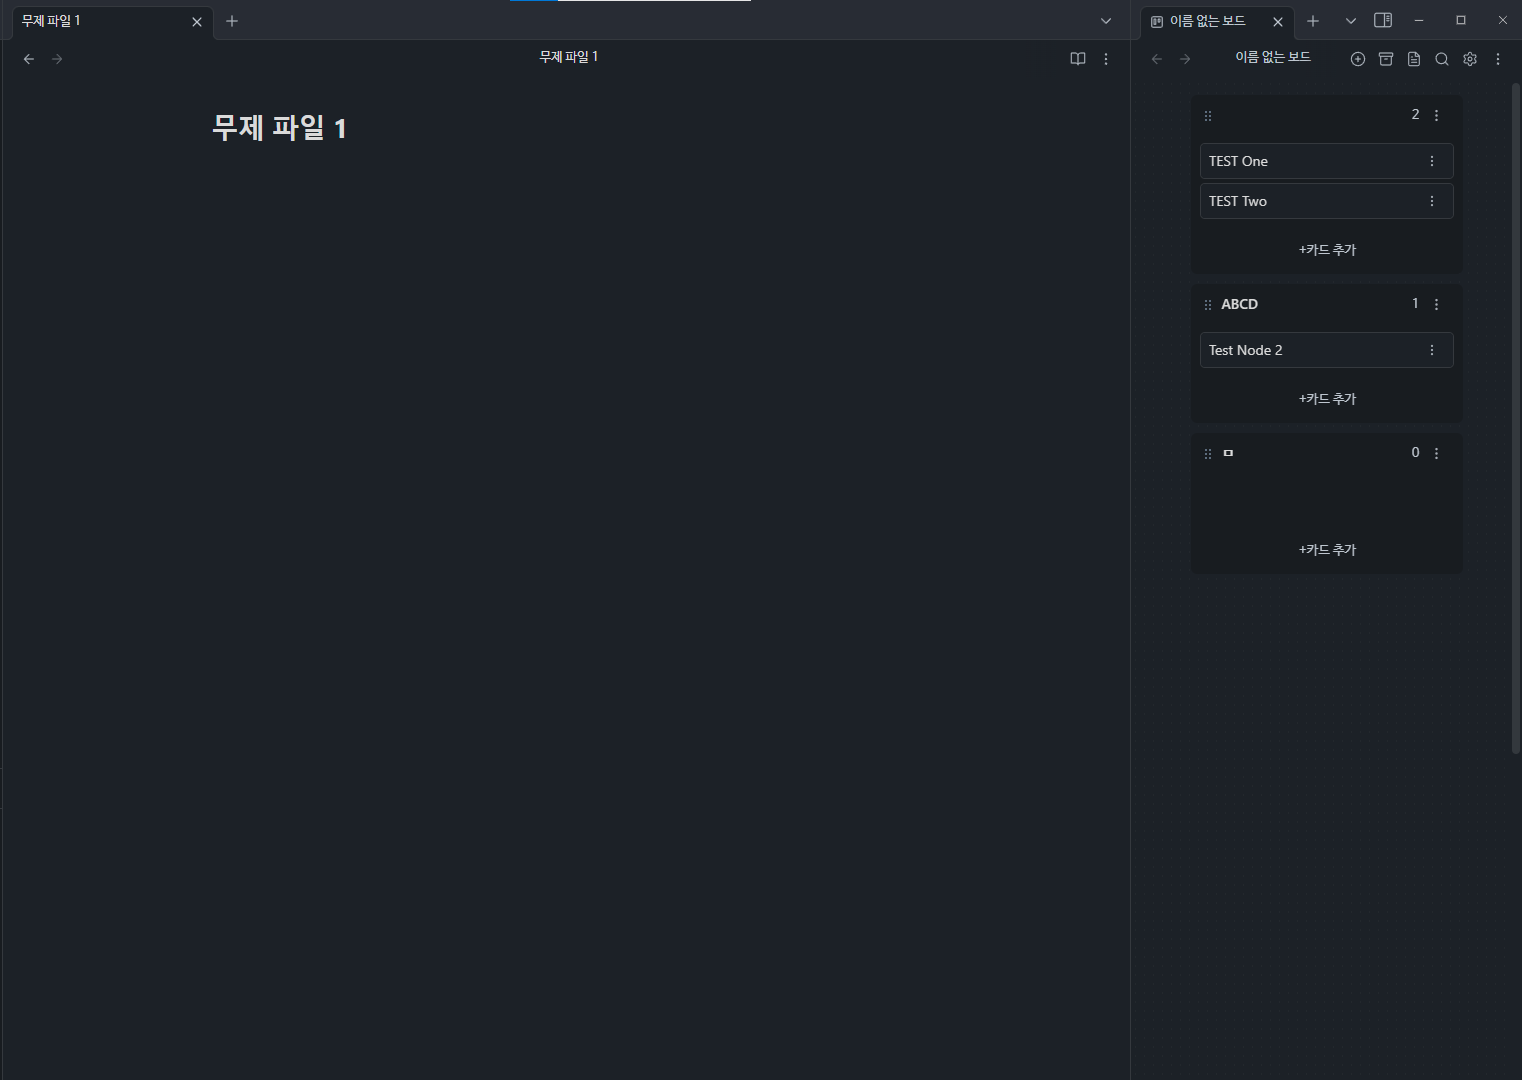 무제 파일 1
이름 없는 보드
무제 파일 1
이름 없는 보드
무제 파일 1
2
TEST One
TEST Two
+카드 추가
ABCD 1
Test Node 2
+카드 추가
ㅁ 0
+카드 추가